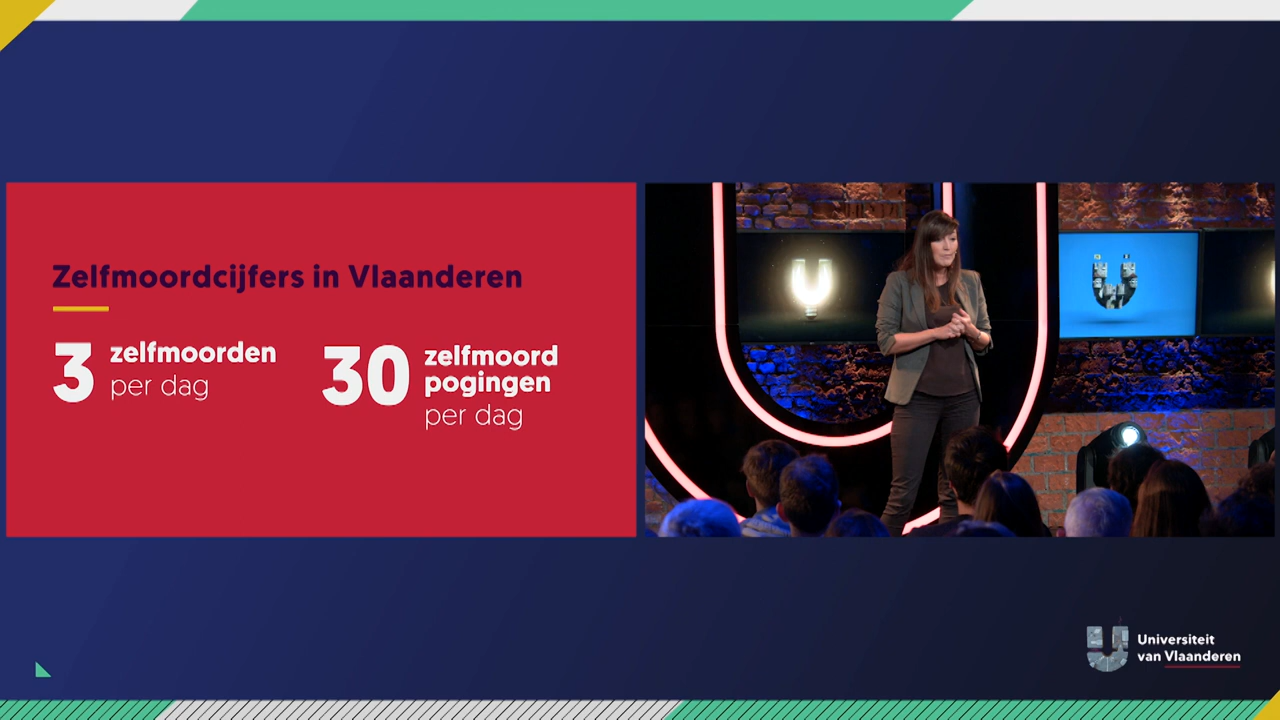 Zelfmoordcijfers in Vlaanderen
3 zelfmoorden
per dag
30 zelfmoord
pogingen
per dag
Universiteit
van Vlaanderen